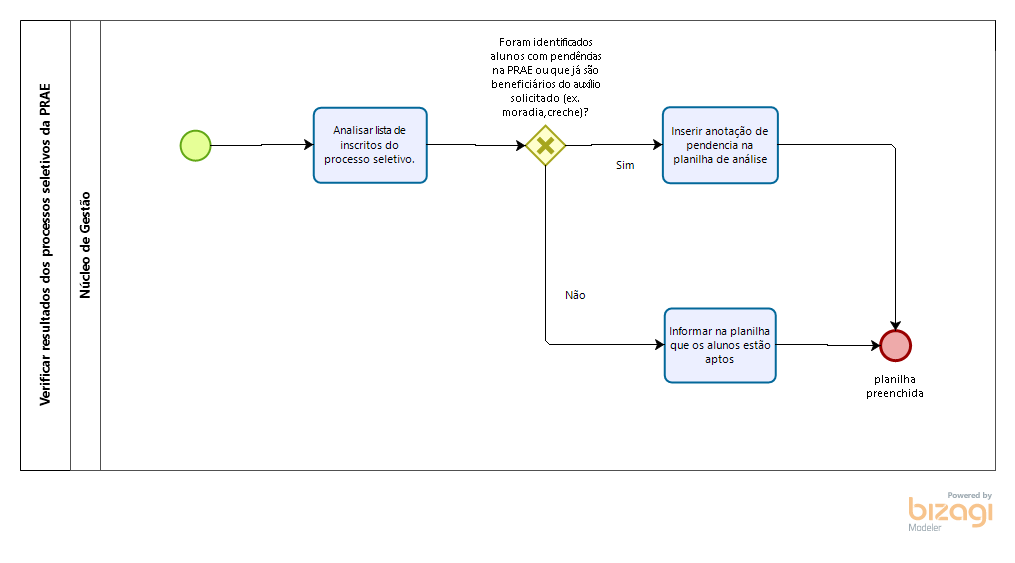 Verificar resultados dos processos seletivos da PRAE
Núcleo de Gestão
Analisar lista de
inscritos do
processo seletivo.
Foram identificados
alunos com pendências
na PRAE ou que já são
beneficiários do auxílio
solicitado (ex.
moradia,creche)?
Sim
Inserir anotação de
pendencia na
planilha de análise
Não
Informar na planilha
que os alunos estão
aptos
planilha
preenchida
Powered by
bizagi
Modeler